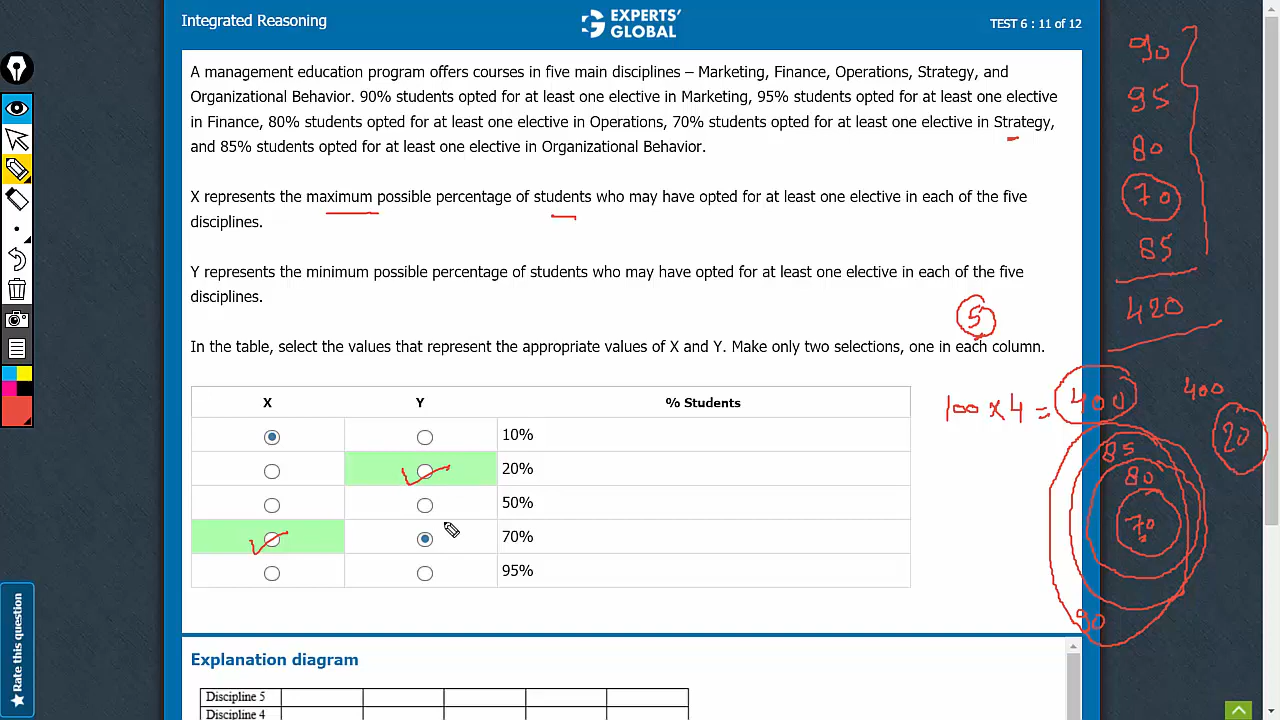 Integrated Reasoning
EXPERTS'
GLOBAL
TEST 6 : 11 of 12
A management education program offers courses in five main disciplines – Marketing, Finance, Operations, Strategy, and
Organizational Behavior. 90% students opted for at least one elective in Marketing, 95% students opted for at least one elective
in Finance, 80% students opted for at least one elective in Operations, 70% students opted for at least one elective in Strategy,
and 85% students opted for at least one elective in Organizational Behavior.
X represents the maximum possible percentage of students who may have opted for at least one elective in each of the five
disciplines.
Y represents the minimum possible percentage of students who may have opted for at least one elective in each of the five
disciplines.
In the table, select the values that represent the appropriate values of X and Y. Make only two selections, one in each column.
X Y % Students
10%
20%
50%
70%
95%
90
95
80
70
85
420
5
100 x 4 = 400
400
20
85
80
70
90
Explanation diagram
Discipline 5
Discipline 4
Rate this question